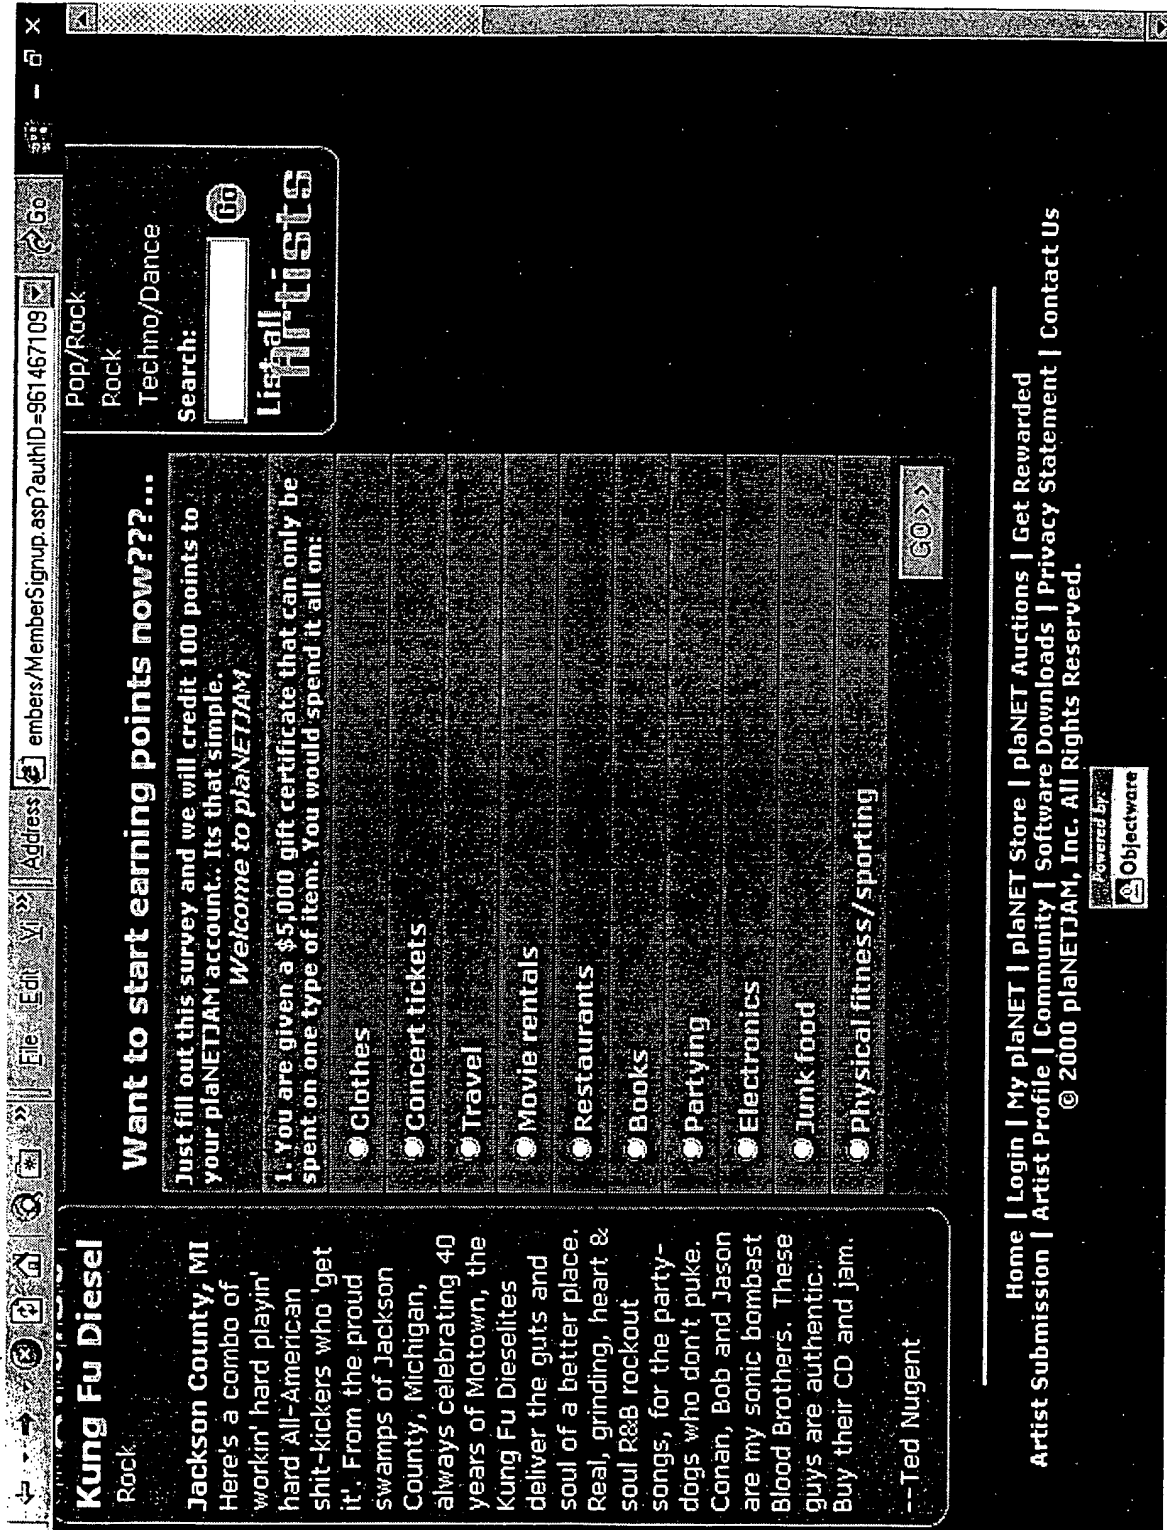 File Edit Vi » Address embers/MemberSignup.asp?authID=961467109 Go
Kung Fu Diesel
Rock
Jackson County, MI
Here's a combo of
workin' hard playin'
hard All-American
shit-kickers who 'get
it'. From the proud
swamps of Jackson
County, Michigan,
always celebrating 40
years of Motown, the
Kung Fu Dieselites
deliver the guts and
soul of a better place.
Real, grinding, heart &
soul R&B rockout
songs, for the party-
dogs who don't puke.
Conan, Bob and Jason
are my sonic bombast
Blood Brothers. These
guys are authentic.
Buy their CD and jam.
--Ted Nugent
Want to start earning points now???...
Just fill out this survey and we will credit 100 points to
your plaNETJAM account. Its that simple.
Welcome to plaNETJAM
1. You are given a $5,000 gift certificate that can only be
spent on one type of item. You would spend it all on:
Clothes
Concert tickets
Travel
Movie rentals
Restaurants
Books
Partying
Electronics
Junk food
Physical fitness/sporting
GO>>
Pop/Rock
Rock
Techno/Dance
Search:
Go
List all
Artists
Home | Login | My plaNET | plaNET Store | plaNET Auctions | Get Rewarded
Artist Submission | Artist Profile | Community | Software Downloads | Privacy Statement | Contact Us
© 2000 plaNETJAM, Inc. All Rights Reserved.
Powered by:
Objectware